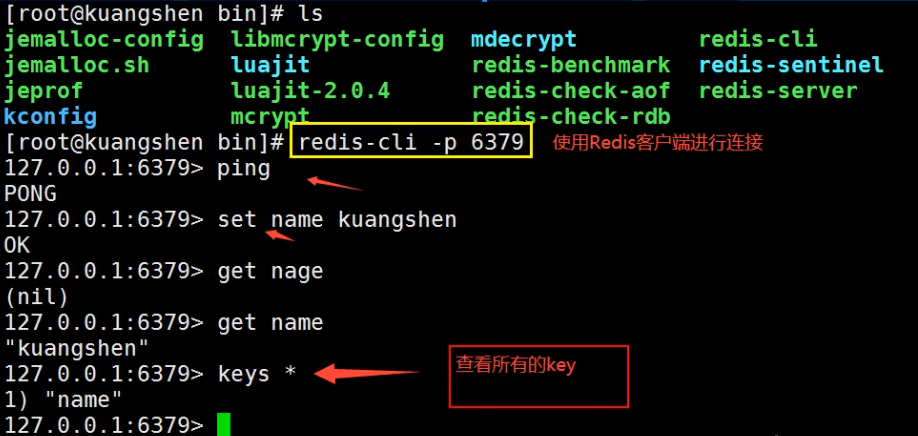 [root@kuangshen bin]# ls
jemalloc-config libmcrypt-config mdecrypt redis-cli
jemalloc.sh luajit redis-benchmark redis-sentinel
jeprof luajit-2.0.4 redis-check-aof redis-server
kconfig mcrypt redis-check-rdb
[root@kuangshen bin]# redis-cli -p 6379 使用Redis客户端进行连接
127.0.0.1:6379> ping
PONG
127.0.0.1:6379> set name kuangshen
OK
127.0.0.1:6379> get nage
(nil)
127.0.0.1:6379> get name
"kuangshen"
127.0.0.1:6379> keys * 查看所有的key
1) "name"
127.0.0.1:6379>